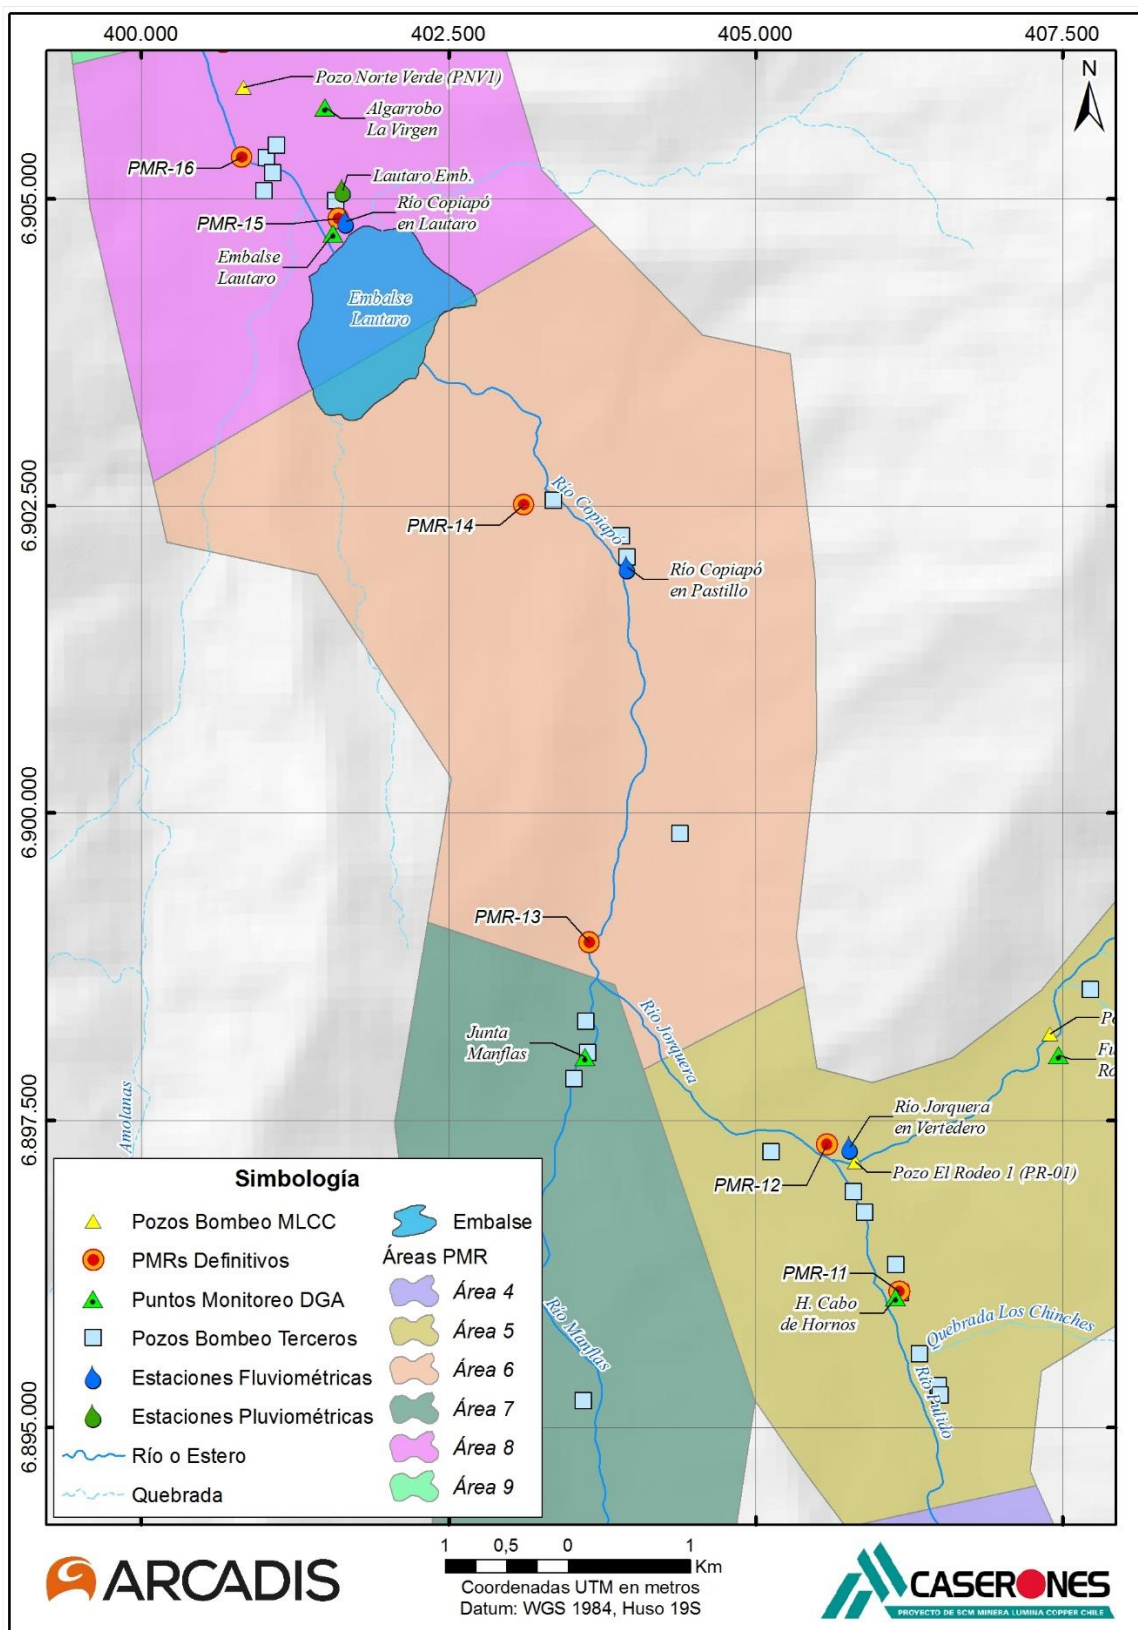 400.000 402.500 405.000 407.500
N
Pozo Norte Verde (PNV1)
Algarrobo
La Virgen
PMR-16
Lautaro Emb.
6.905.000
PMR-15
Río Copiapó
en Lautaro
Embalse
Lautaro
Embalse
Lautaro
6.902.500
Río Copiapó
PMR-14
Río Copiapó
en Pastillo
6.900.000
PMR-13
Río Jorquera
Junta
Manflas
Po
Fu
Ro
Amolanas
6.897.500
Río Jorquera
en Vertedero
PMR-12
Pozo El Rodeo 1 (PR-01)
PMR-11
H. Cabo
de Hornos
Quebrada Los Chinches
Río Manflas
Río Pulido
6.895.000
Simbología
Pozos Bombeo MLCC
PMRs Definitivos
Puntos Monitoreo DGA
Pozos Bombeo Terceros
Estaciones Fluviométricas
Estaciones Pluviométricas
Río o Estero
Quebrada
Embalse
Áreas PMR
Área 4
Área 5
Área 6
Área 7
Área 8
Área 9
ARCADIS
1 0,5 0 1
Km
Coordenadas UTM en metros
Datum: WGS 1984, Huso 19S
CASERONES
PROYECTO DE SCM MINERA LUMINA COPPER CHILE